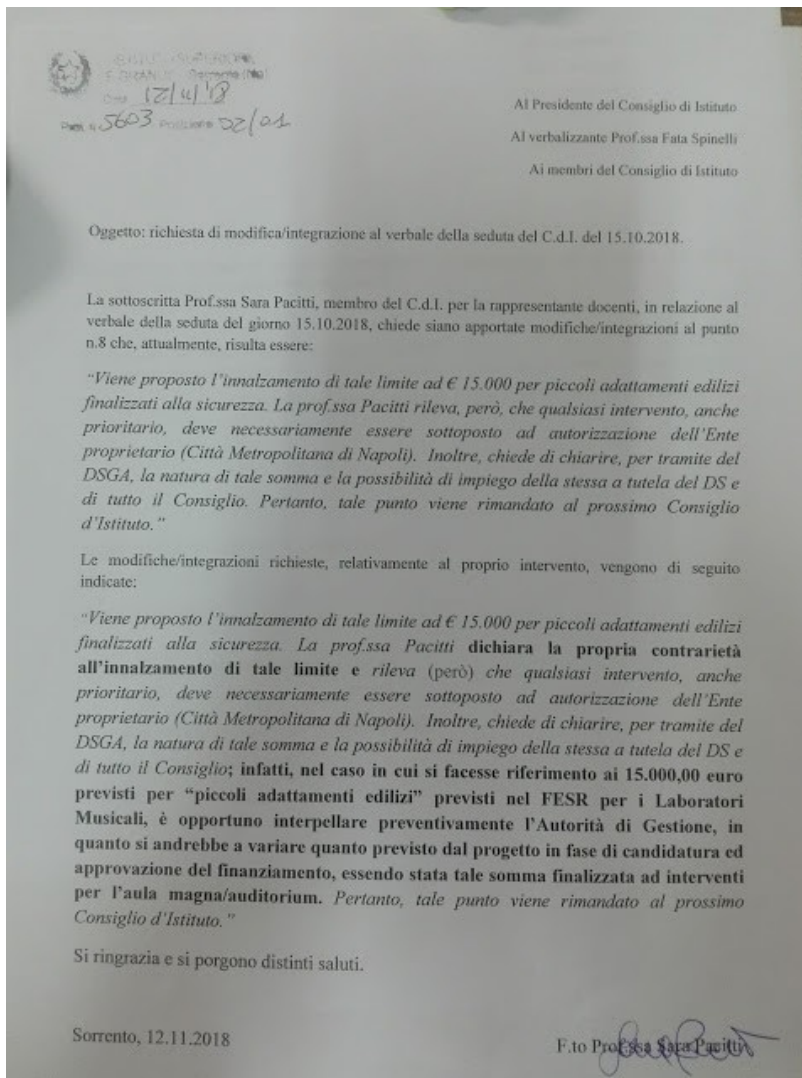 Sorrento (Na)
12/11/18
5603 02/01
Al Presidente del Consiglio di Istituto
Al verbalizzante Prof.ssa Fata Spinelli
Ai membri del Consiglio di Istituto
Oggetto: richiesta di modifica/integrazione al verbale della seduta del C.d.I. del 15.10.2018.
La sottoscritta Prof.ssa Sara Pacitti, membro del C.d.I. per la rappresentante docenti, in relazione al
verbale della seduta del giorno 15.10.2018, chiede siano apportate modifiche/integrazioni al punto
n.8 che, attualmente, risulta essere:
“Viene proposto l’innalzamento di tale limite ad € 15.000 per piccoli adattamenti edilizi
finalizzati alla sicurezza. La prof.ssa Pacitti rileva, però, che qualsiasi intervento, anche
prioritario, deve necessariamente essere sottoposto ad autorizzazione dell’Ente
proprietario (Città Metropolitana di Napoli). Inoltre, chiede di chiarire, per tramite del
DSGA, la natura di tale somma e la possibilità di impiego della stessa a tutela del DS e
di tutto il Consiglio. Pertanto, tale punto viene rimandato al prossimo Consiglio
d’Istituto.”
Le modifiche/integrazioni richieste, relativamente al proprio intervento, vengono di seguito
indicate:
“Viene proposto l’innalzamento di tale limite ad € 15.000 per piccoli adattamenti edilizi
finalizzati alla sicurezza. La prof.ssa Pacitti dichiara la propria contrarietà
all’innalzamento di tale limite e rileva (però) che qualsiasi intervento, anche
prioritario, deve necessariamente essere sottoposto ad autorizzazione dell’Ente
proprietario (Città Metropolitana di Napoli). Inoltre, chiede di chiarire, per tramite del
DSGA, la natura di tale somma e la possibilità di impiego della stessa a tutela del DS e
di tutto il Consiglio; infatti, nel caso in cui si facesse riferimento ai 15.000,00 euro
previsti per “piccoli adattamenti edilizi” previsti nel FESR per i Laboratori
Musicali, è opportuno interpellare preventivamente l’Autorità di Gestione, in
quanto si andrebbe a variare quanto previsto dal progetto in fase di candidatura ed
approvazione del finanziamento, essendo stata tale somma finalizzata ad interventi
per l’aula magna/auditorium. Pertanto, tale punto viene rimandato al prossimo
Consiglio d’Istituto.”
Si ringrazia e si porgono distinti saluti.
Sorrento, 12.11.2018
F.to Prof.ssa Sara Pacitti